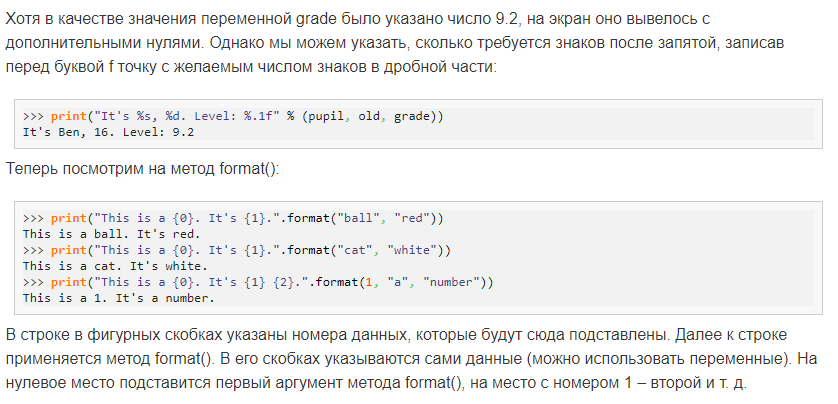 Хотя в качестве значения переменной grade было указано число 9.2, на экран оно вывелось с
дополнительными нулями. Однако мы можем указать, сколько требуется знаков после запятой, записав
перед буквой f точку с желаемым числом знаков в дробной части:
>>> print("It's %s, %d. Level: %.1f" % (pupil, old, grade))
It's Ben, 16. Level: 9.2
Теперь посмотрим на метод format():
>>> print("This is a {0}. It's {1}.".format("ball", "red"))
This is a ball. It's red.
>>> print("This is a {0}. It's {1}.".format("cat", "white"))
This is a cat. It's white.
>>> print("This is a {0}. It's {1} {2}.".format(1, "a", "number"))
This is a 1. It's a number.
В строке в фигурных скобках указаны номера данных, которые будут сюда подставлены. Далее к строке
применяется метод format(). В его скобках указываются сами данные (можно использовать переменные). На
нулевое место подставится первый аргумент метода format(), на место с номером 1 – второй и т. д.